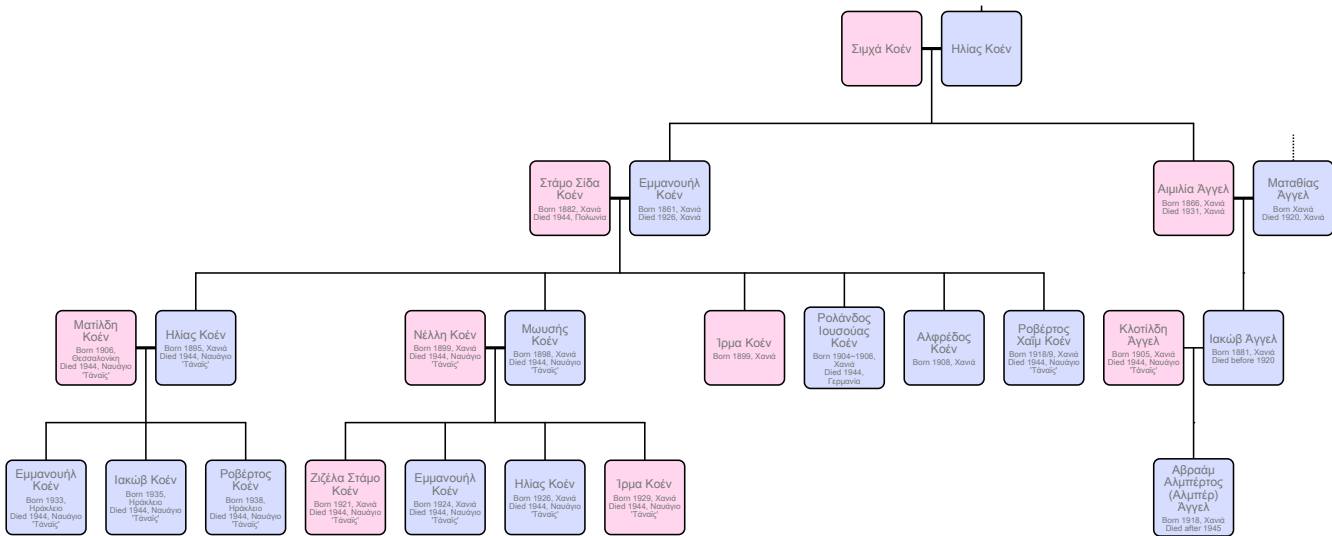 Σιμχά Κοέν
Ηλίας Κοέν
Στάμο Σίδα
Κοέν
Born 1882, Χανιά
Died 1944, Πολωνία
Εμμανουήλ
Κοέν
Born 1861, Χανιά
Died 1926, Χανιά
Αιμιλία Άγγελ
Born 1866, Χανιά
Died 1931, Χανιά
Ματαθίας
Άγγελ
Born Χανιά
Died 1920, Χανιά
Ματίλδη
Κοέν
Born 1906,
Θεσσαλονίκη
Died 1944, Ναυάγιο
'Τάναϊς'
Ηλίας Κοέν
Born 1895, Χανιά
Died 1944, Ναυάγιο
'Τάναϊς'
Νέλλη Κοέν
Born 1899, Χανιά
Died 1944, Ναυάγιο
'Τάναϊς'
Μωυσής
Κοέν
Born 1898, Χανιά
Died 1944, Ναυάγιο
'Τάναϊς'
Ίρμα Κοέν
Born 1899, Χανιά
Ρολάνδος
Ιουσούας
Κοέν
Born 1904~1906,
Χανιά
Died 1944,
Γερμανία
Αλφρέδος
Κοέν
Born 1908, Χανιά
Ροβέρτος
Χαΐμ Κοέν
Born 1918/9, Χανιά
Died 1944, Ναυάγιο
'Τάναϊς'
Κλοτίλδη
Άγγελ
Born 1905, Χανιά
Died 1944, Ναυάγιο
'Τάναϊς'
Ιακώβ Άγγελ
Born 1881, Χανιά
Died before 1920
Εμμανουήλ
Κοέν
Born 1933,
Ηράκλειο
Died 1944, Ναυάγιο
'Τάναϊς'
Ιακώβ Κοέν
Born 1935,
Ηράκλειο
Died 1944, Ναυάγιο
'Τάναϊς'
Ροβέρτος
Κοέν
Born 1938,
Ηράκλειο
Died 1944, Ναυάγιο
'Τάναϊς'
Ζιζέλα Στάμο
Κοέν
Born 1921, Χανιά
Died 1944, Ναυάγιο
'Τάναϊς'
Εμμανουήλ
Κοέν
Born 1924, Χανιά
Died 1944, Ναυάγιο
'Τάναϊς'
Ηλίας Κοέν
Born 1926, Χανιά
Died 1944, Ναυάγιο
'Τάναϊς'
Ίρμα Κοέν
Born 1929, Χανιά
Died 1944, Ναυάγιο
'Τάναϊς'
Αβραάμ
Αλμπέρτος
(Αλμπέρ)
Άγγελ
Born 1918, Χανιά
Died after 1945